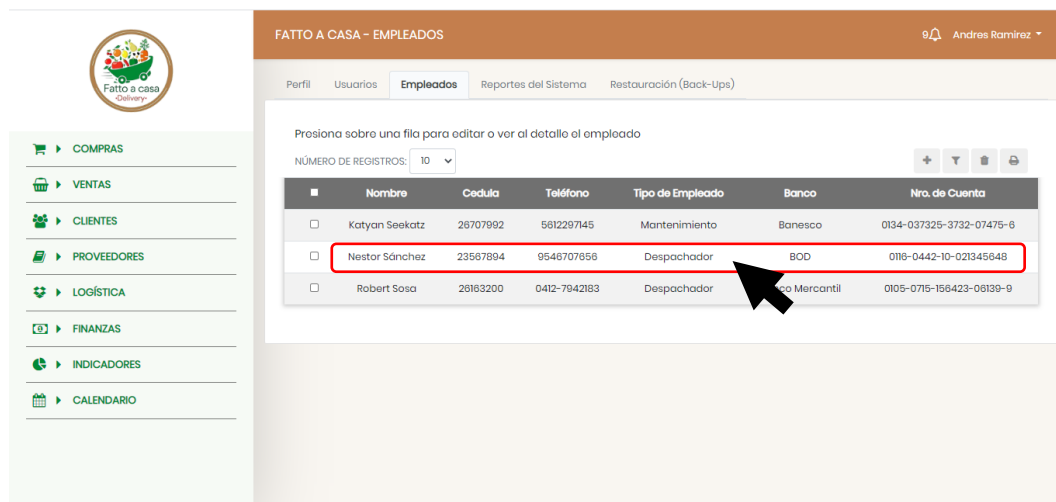 Fatto a casa
-Delivery-
COMPRAS
VENTAS
CLIENTES
PROVEEDORES
LOGÍSTICA
FINANZAS
INDICADORES
CALENDARIO
FATTO A CASA - EMPLEADOS
9 Andres Ramirez
Perfil Usuarios Empleados Reportes del Sistema Restauración (Back-Ups)
Presiona sobre una fila para editar o ver al detalle el empleado
NÚMERO DE REGISTROS: 10
Nombre Cedula Teléfono Tipo de Empleado Banco Nro. de Cuenta
Katyan Seekatz 26707992 5612297145 Mantenimiento Banesco 0134-037325-3732-07475-6
Nestor Sánchez 23567894 9546707656 Despachador BOD 0116-0442-10-021345648
Robert Sosa 26163200 0412-7942183 Despachador Mercantil 0105-0715-156423-06139-9